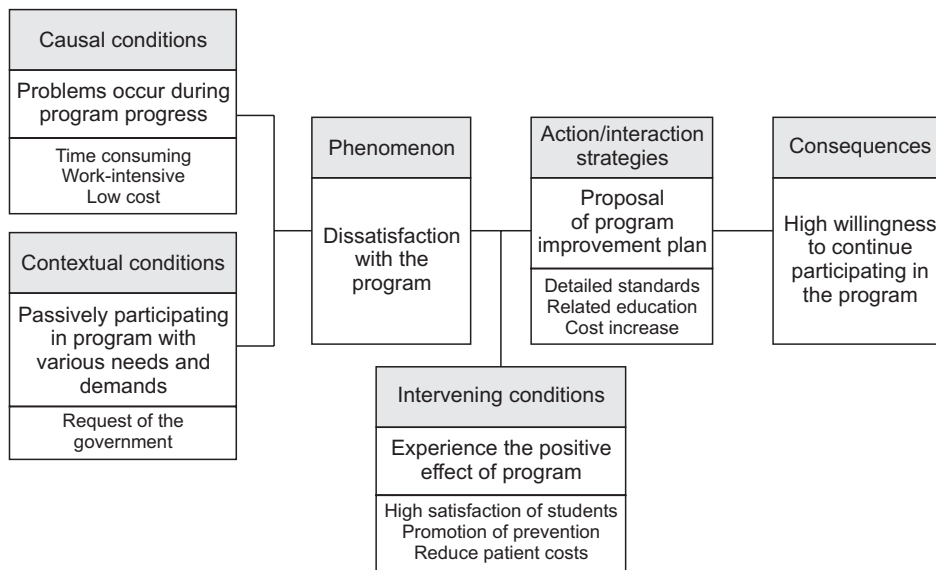 Causal conditions
Problems occur during
program progress
Time consuming
Work-intensive
Low cost
Contextual conditions
Passively participating
in program with
various needs and
demands
Request of the
government
Phenomenon
Dissatisfaction
with the
program
Action/interaction
strategies
Proposal
of program
improvement plan
Detailed standards
Related education
Cost increase
Intervening conditions
Experience the positive
effect of program
High satisfaction of students
Promotion of prevention
Reduce patient costs
Consequences
High willingness
to continue
participating in
the program